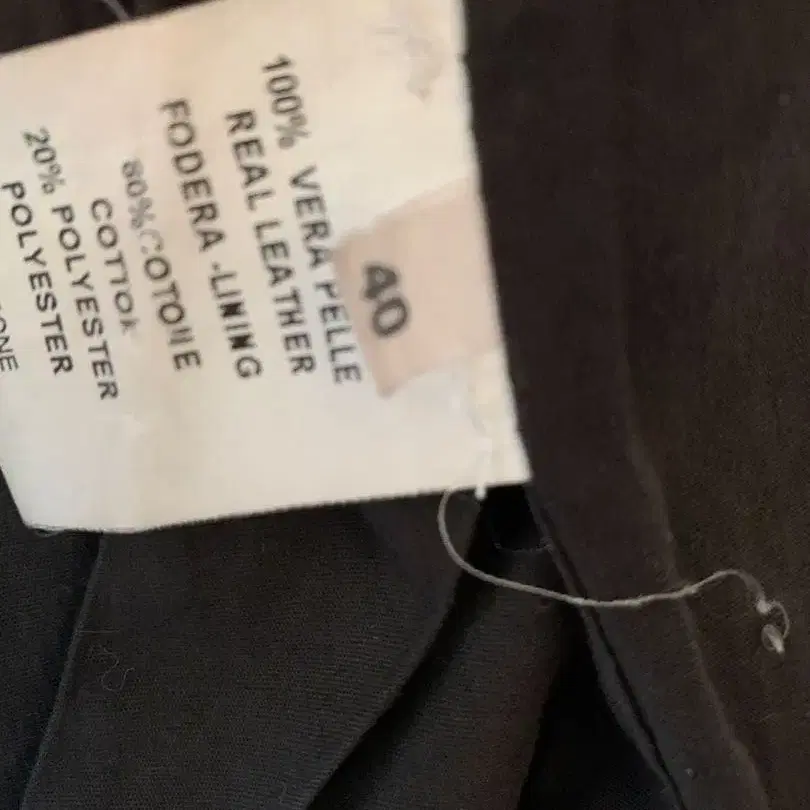 40
100% VERA PELLE
REAL LEATHER
FODERA -LINING
80% COTONE
COTTON
20% POLYESTER
POLYESTER